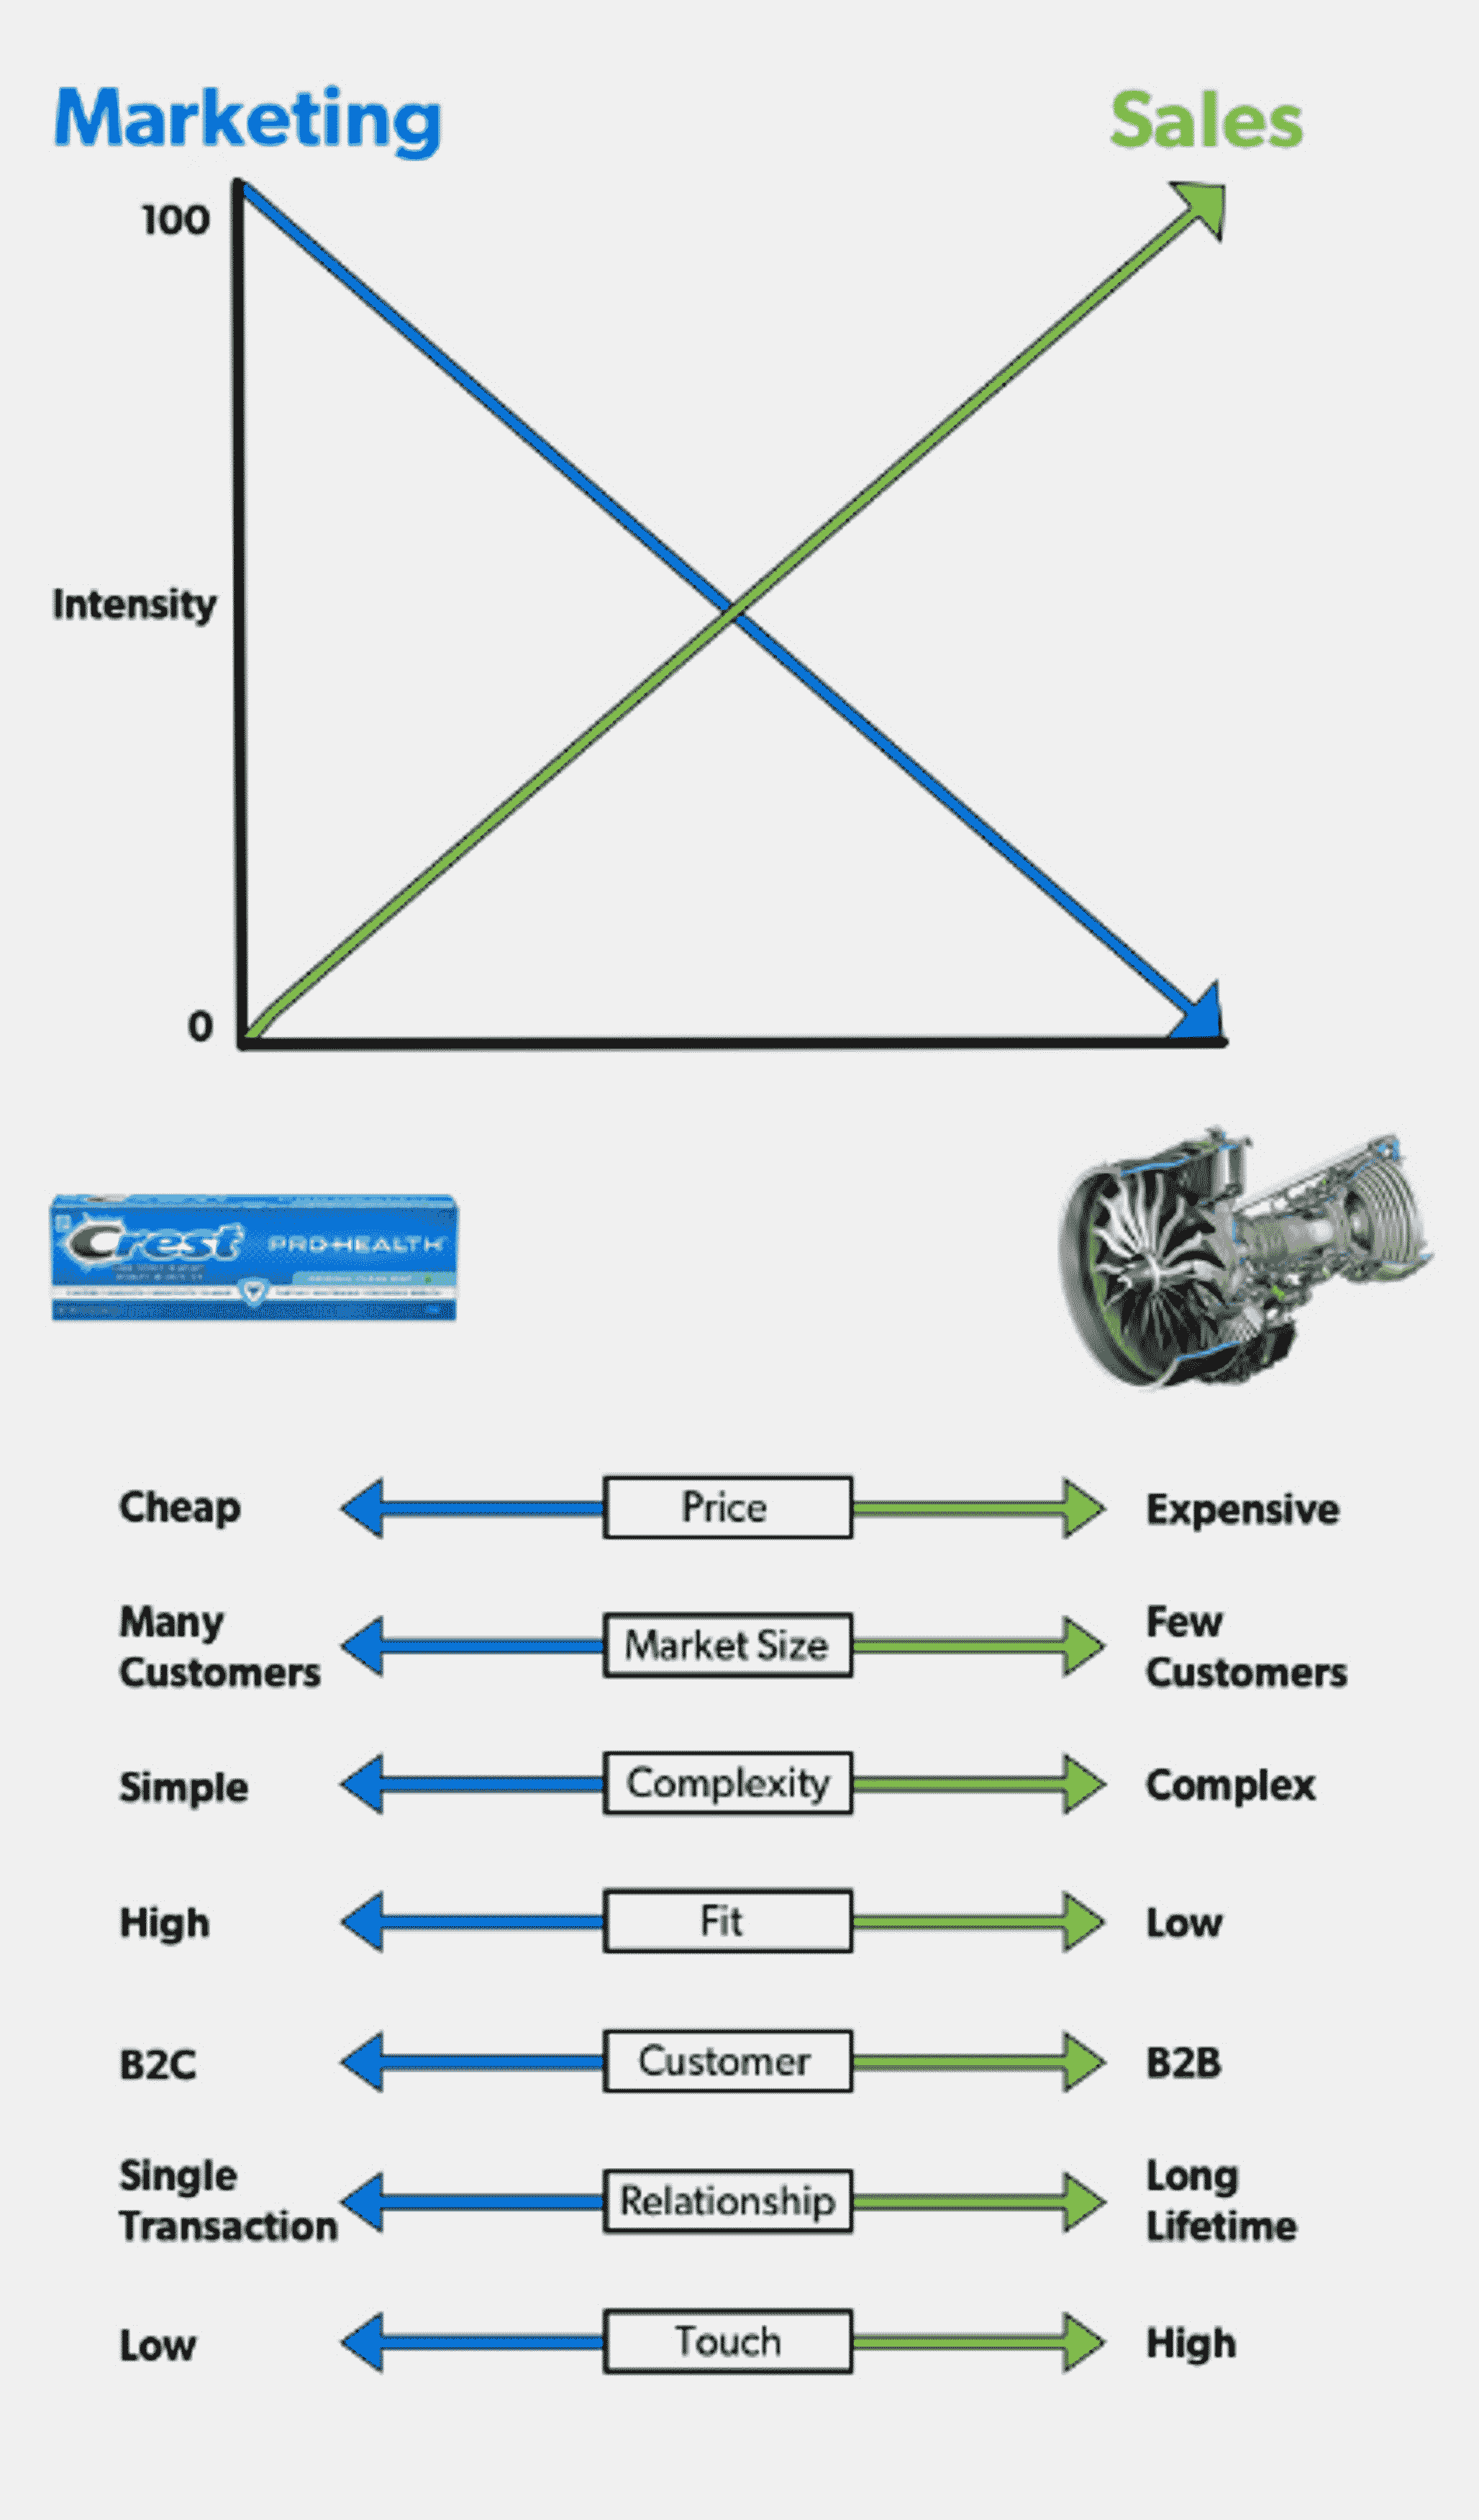 Marketing
Sales
100
Intensity
0
Crest PRO-HEALTH
Cheap
Price
Expensive
Many
Customers
Market Size
Few
Customers
Simple
Complexity
Complex
High
Fit
Low
B2C
Customer
B2B
Single
Transaction
Relationship
Long
Lifetime
Low
Touch
High